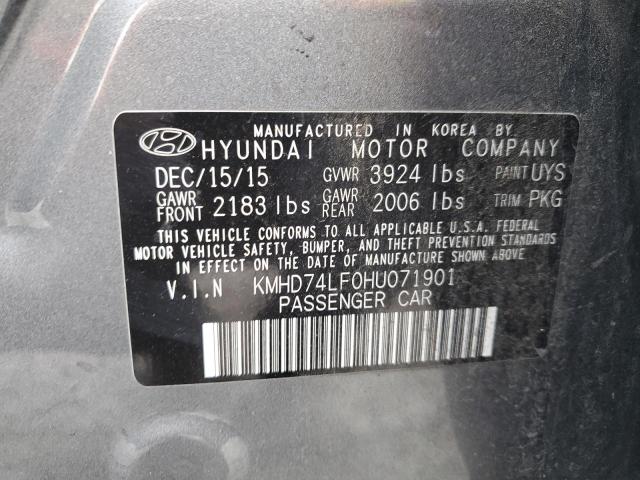 MANUFACTURED IN KOREA BY
HYUNDAI MOTOR COMPANY
DEC/15/15 GVWR 3924 lbs PAINT UYS
GAWR FRONT 2183 lbs GAWR REAR 2006 lbs TRIM PKG
THIS VEHICLE CONFORMS TO ALL APPLICABLE U.S.A. FEDERAL
MOTOR VEHICLE SAFETY, BUMPER, AND THEFT PREVENTION STANDARDS
IN EFFECT ON THE DATE OF MANUFACTURE SHOWN ABOVE
V.I.N KMHD74LF0HU071901
PASSENGER CAR